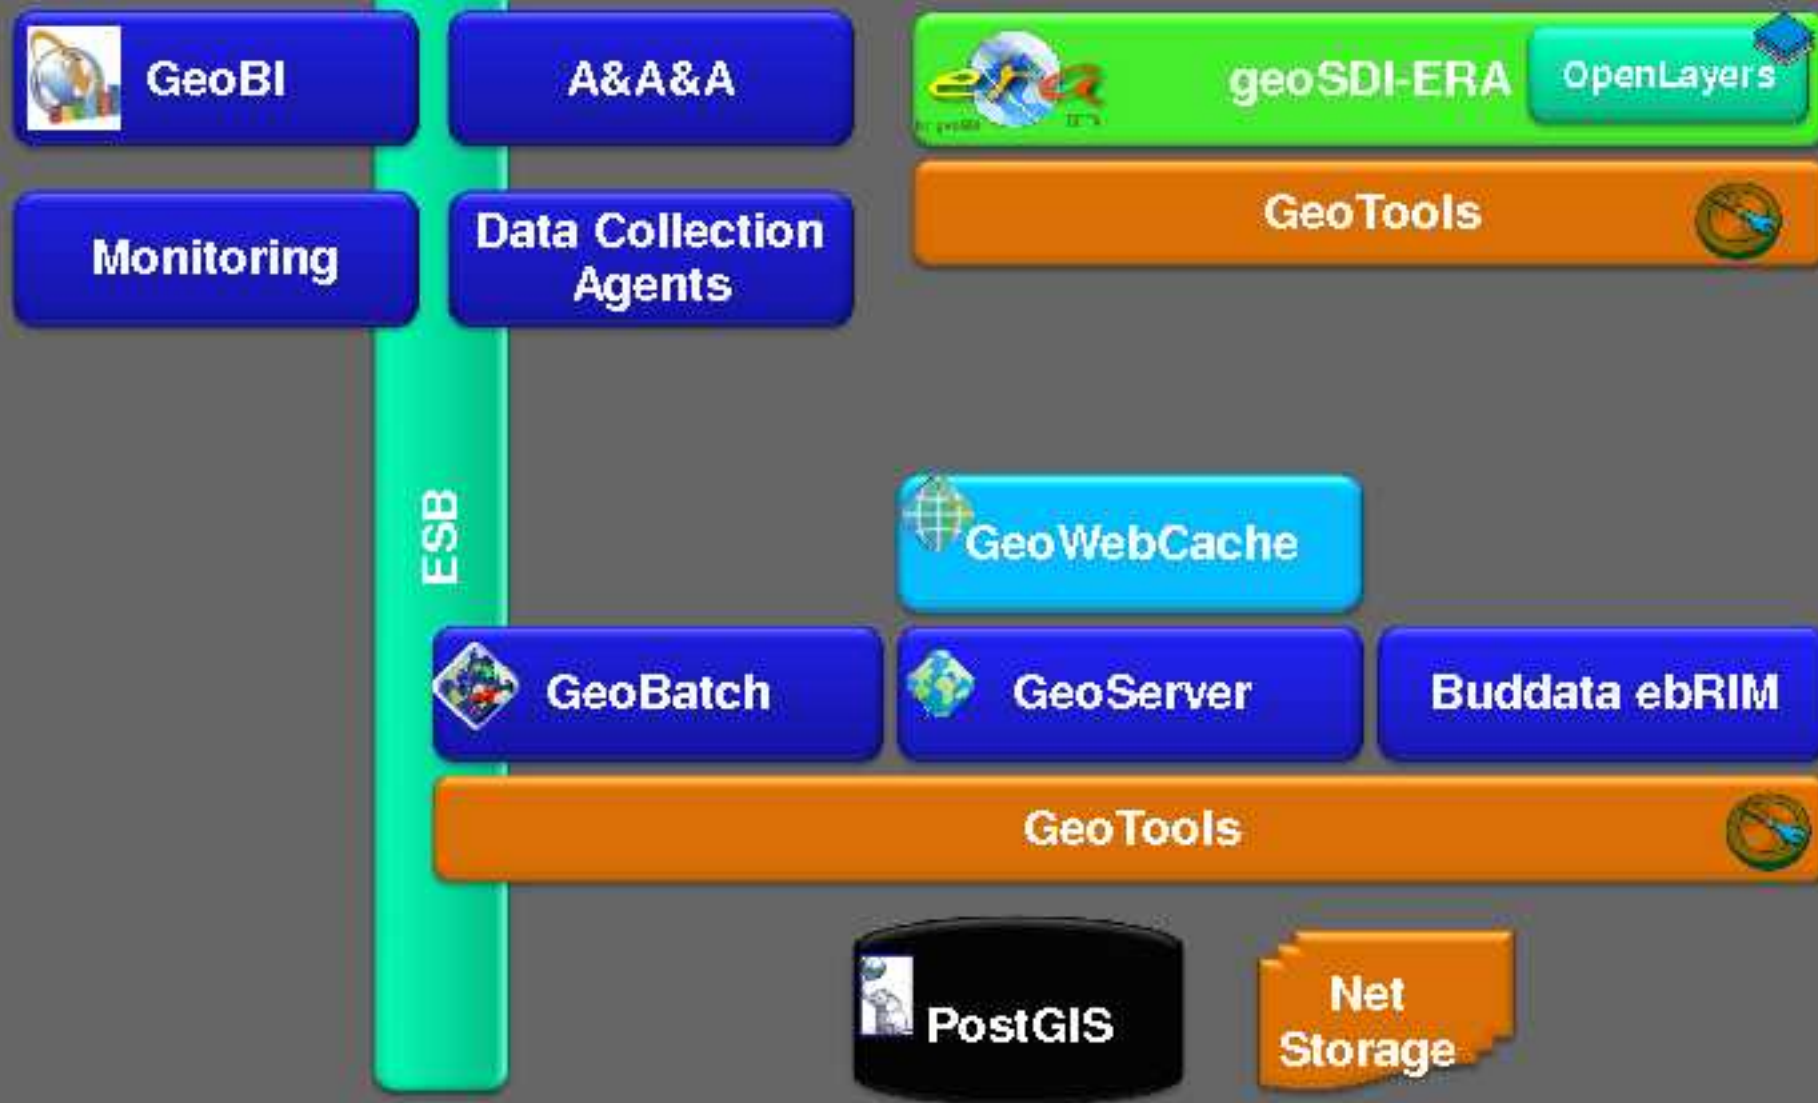 GeoBI
A&A&A
era
geoSDI-ERA
OpenLayers
Monitoring
Data Collection
Agents
GeoTools
ESB
GeoWebCache
GeoBatch
GeoServer
Buddata ebRIM
GeoTools
PostGIS
Net
Storage